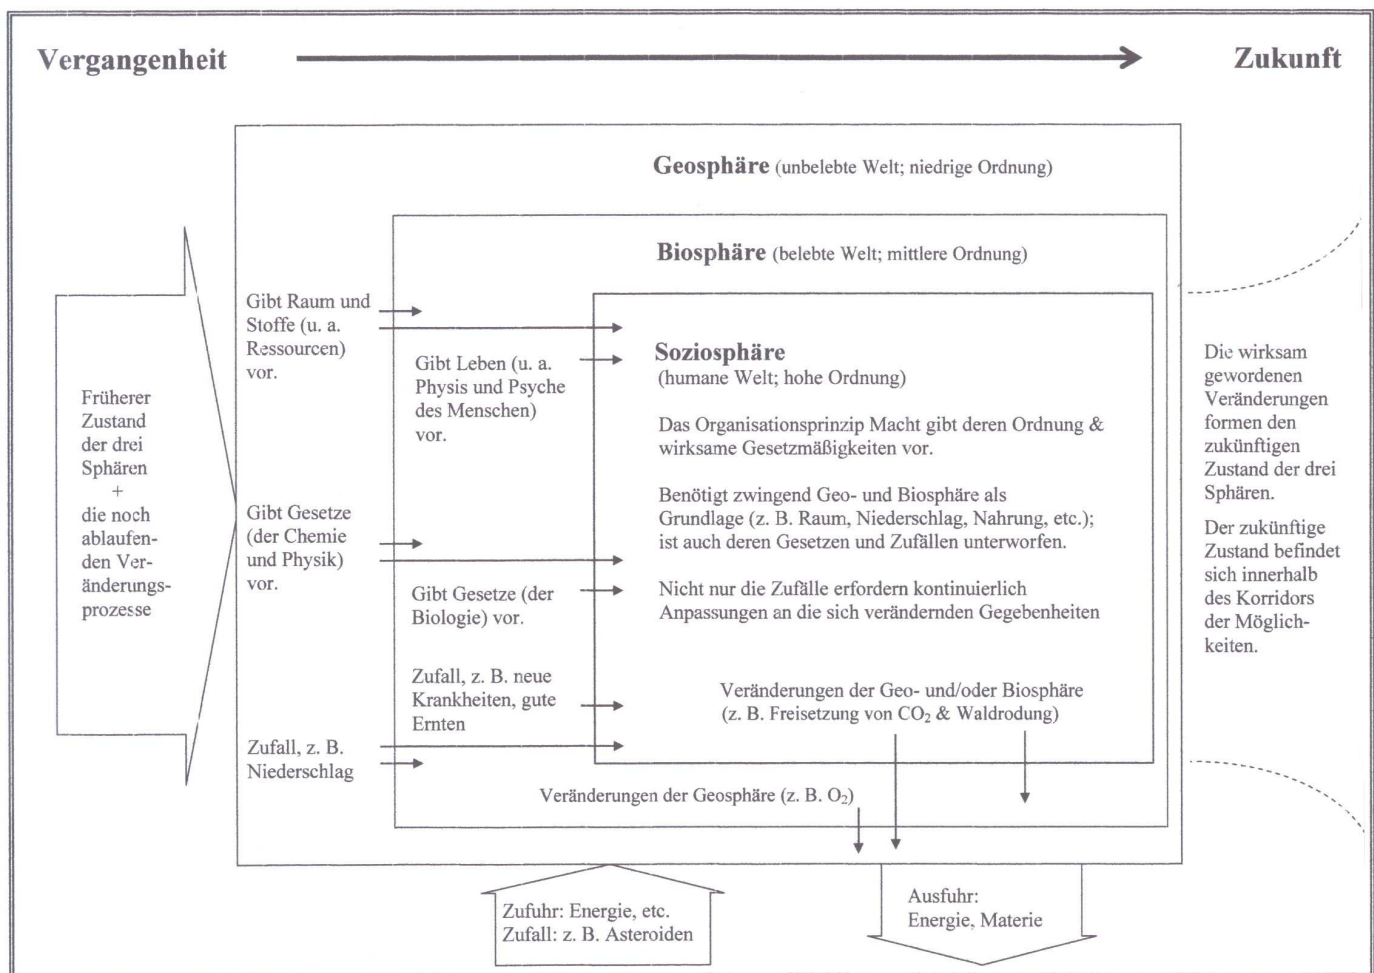 Vergangenheit
Zukunft
Geosphäre (unbelebte Welt; niedrige Ordnung)
Biosphäre (belebte Welt; mittlere Ordnung)
Früherer
Zustand
der drei
Sphären
+
die noch
ablaufen-
den Ver-
änderungs-
prozesse
Gibt Raum und
Stoffe (u. a.
Ressourcen)
vor.
Gibt Gesetze
(der Chemie
und Physik)
vor.
Zufall, z. B.
Niederschlag
Gibt Leben (u. a.
Physis und Psyche
des Menschen)
vor.
Gibt Gesetze (der
Biologie) vor.
Zufall, z. B. neue
Krankheiten, gute
Ernten
Soziosphäre
(humane Welt; hohe Ordnung)
Das Organisationsprinzip Macht gibt deren Ordnung &
wirksame Gesetzmäßigkeiten vor.
Benötigt zwingend Geo- und Biosphäre als
Grundlage (z. B. Raum, Niederschlag, Nahrung, etc.);
ist auch deren Gesetzen und Zufällen unterworfen.
Nicht nur die Zufälle erfordern kontinuierlich
Anpassungen an die sich verändernden Gegebenheiten
Veränderungen der Geo- und/oder Biosphäre
(z. B. Freisetzung von CO₂ & Waldrodung)
Veränderungen der Geosphäre (z. B. O₂)
Die wirksam
gewordenen
Veränderungen
formen den
zukünftigen
Zustand der drei
Sphären.
Der zukünftige
Zustand befindet
sich innerhalb
des Korridors
der Möglich-
keiten.
Zufuhr: Energie, etc.
Zufall: z. B. Asteroiden
Ausfuhr:
Energie, Materie